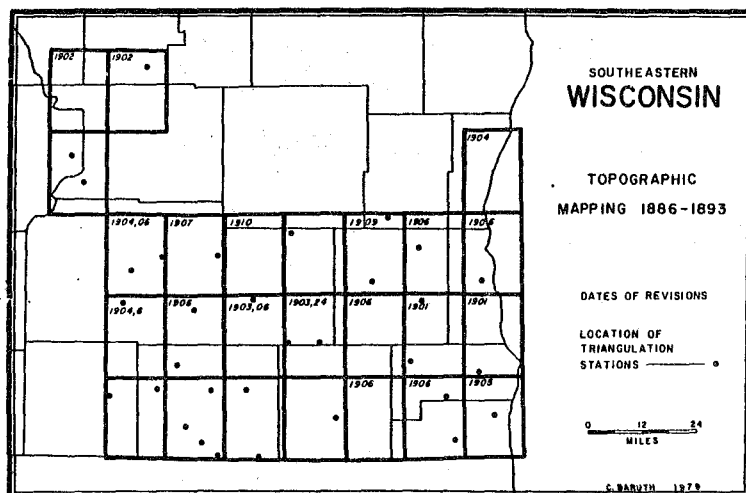 1902 1902
SOUTHEASTERN
WISCONSIN
1904
TOPOGRAPHIC
MAPPING 1886-1893
1904,06 1907 1910 1909 1906 1906
DATES OF REVISIONS
1904,6 1906 1903,06 1903,24 1906 1901 1901
LOCATION OF
TRIANGULATION
STATIONS
1906 1906 1905
0 12 24
MILES
C. BARUTH 1979